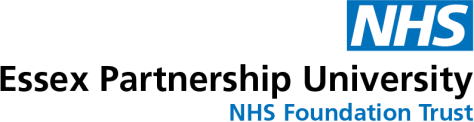 NHS
Essex Partnership University
NHS Foundation Trust